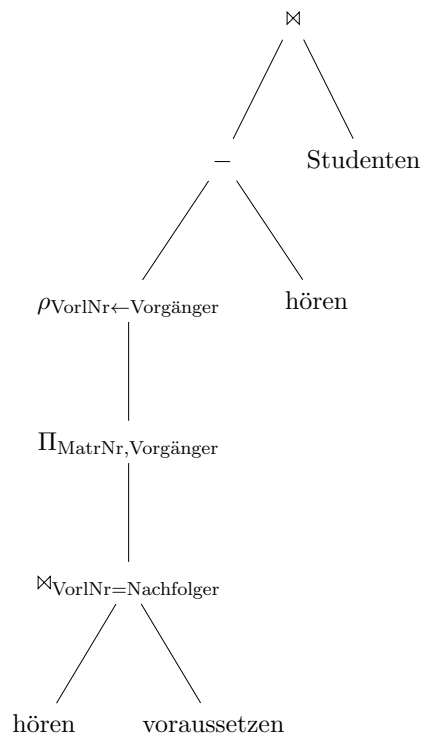 ⋈
− Studenten
ρVorlNr←Vorgänger hören
ΠMatrNr,Vorgänger
⋈VorlNr=Nachfolger
hören voraussetzen